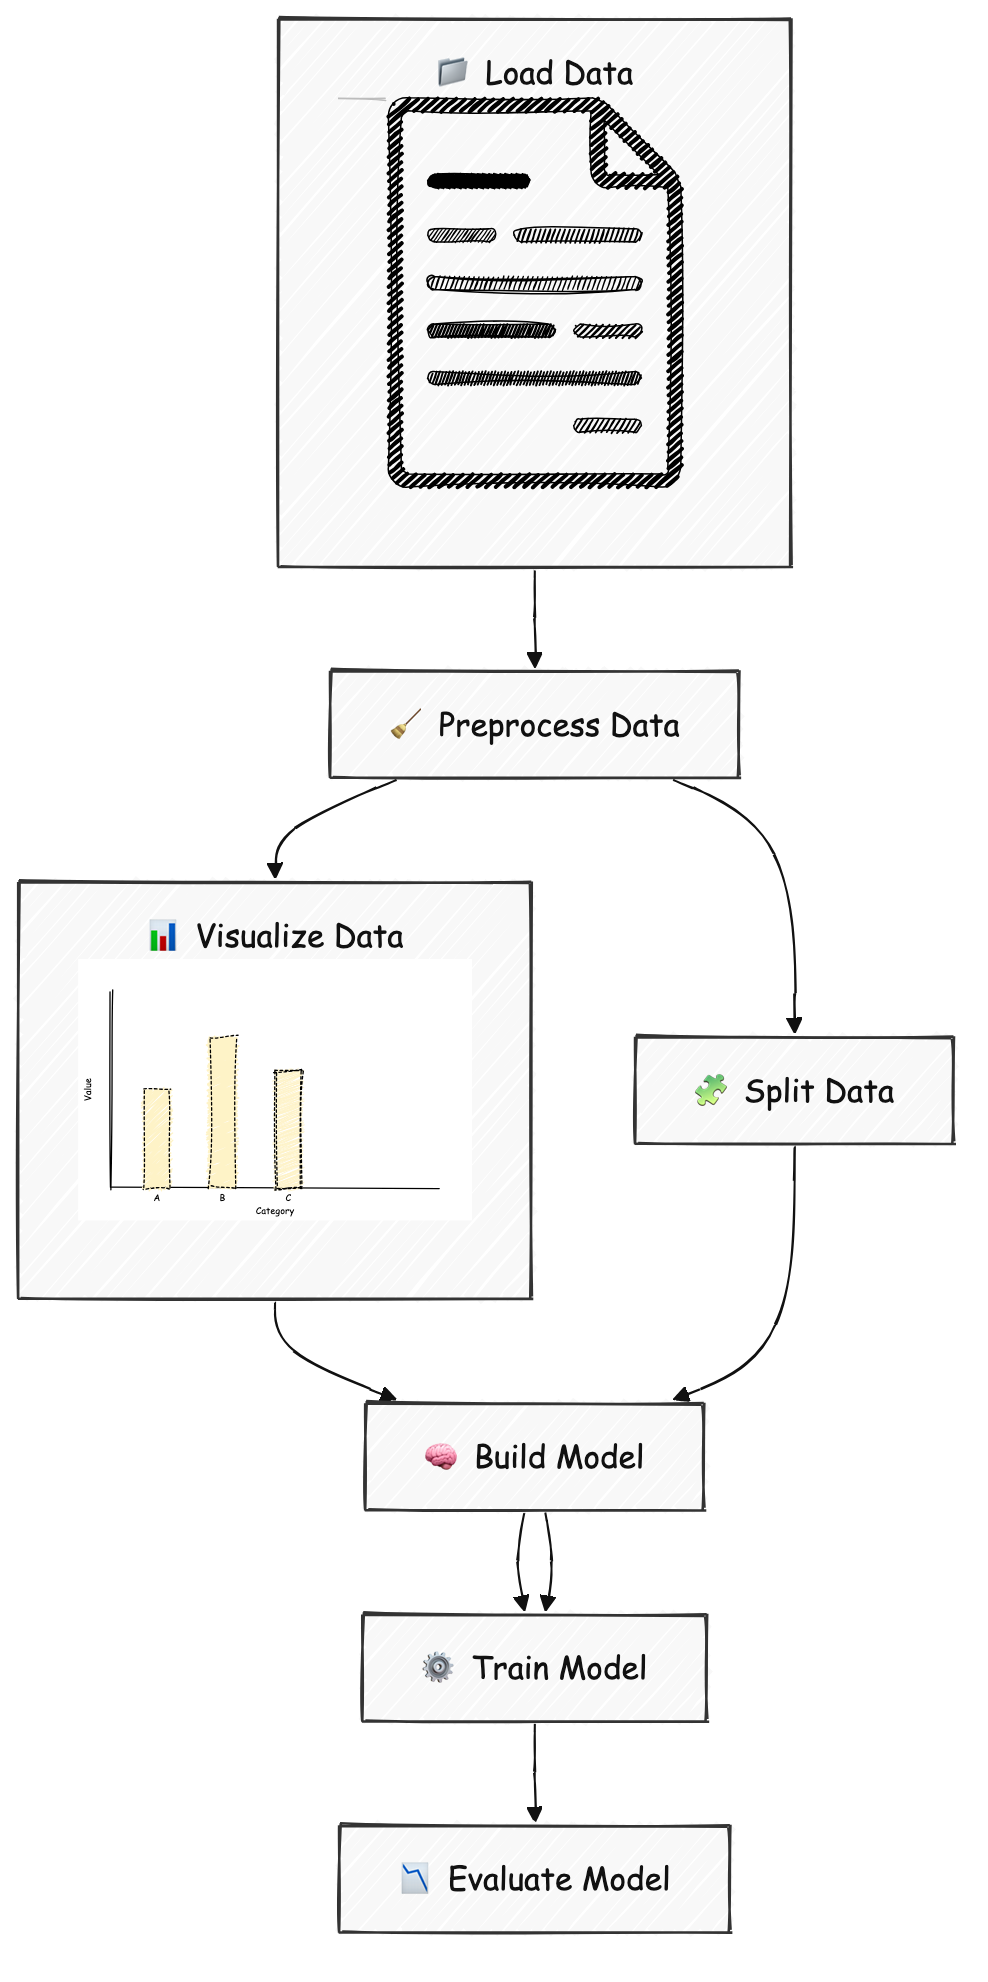 📁 Load Data
🧹 Preprocess Data
📊 Visualize Data
Value
A B C
Category
🧩 Split Data
🧠 Build Model
⚙️ Train Model
📉 Evaluate Model